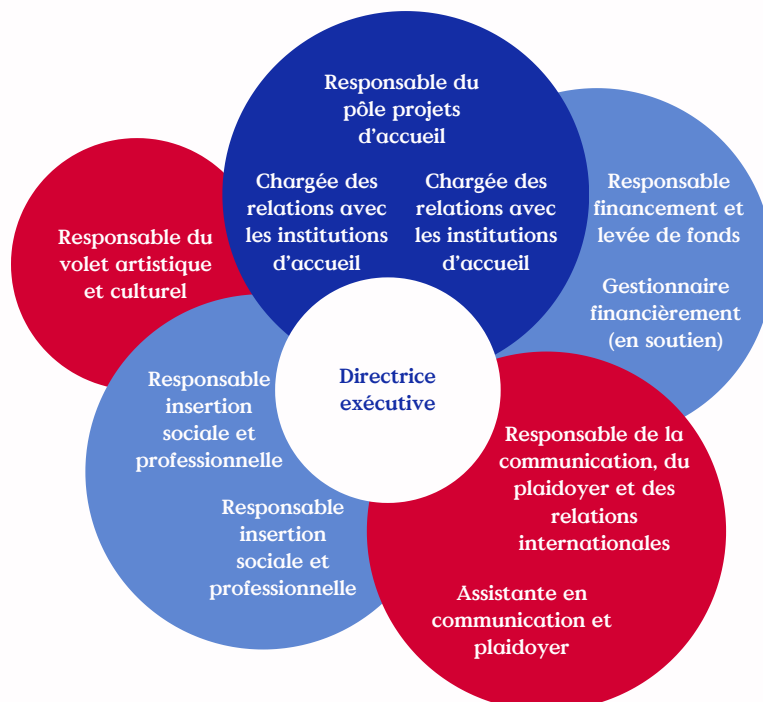 Responsable du
pôle projets
d'accueil
Chargée des
relations avec
les institutions
d'accueil
Chargée des
relations avec
les institutions
d'accueil
Responsable
financement et
levée de fonds
Gestionnaire
financièrement
(en soutien)
Responsable du
volet artistique
et culturel
Directrice
exécutive
Responsable
insertion
sociale et
professionnelle
Responsable
insertion
sociale et
professionnelle
Responsable de la
communication, du
plaidoyer et des
relations
internationales
Assistante en
communication et
plaidoyer